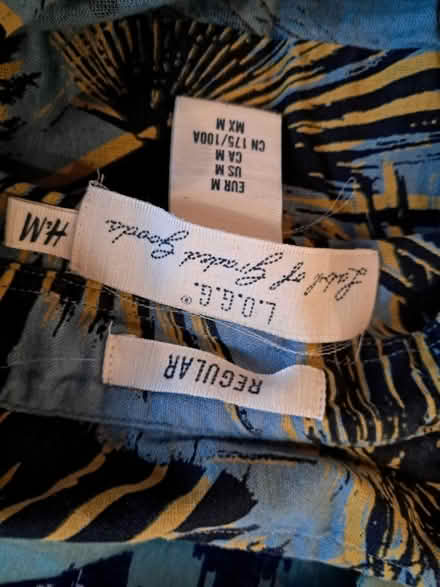 REGULAR
L.O.G.G.®
Label of Graded Goods
H&M
EUR M
US M
CA M
CN 175/100A
MX M